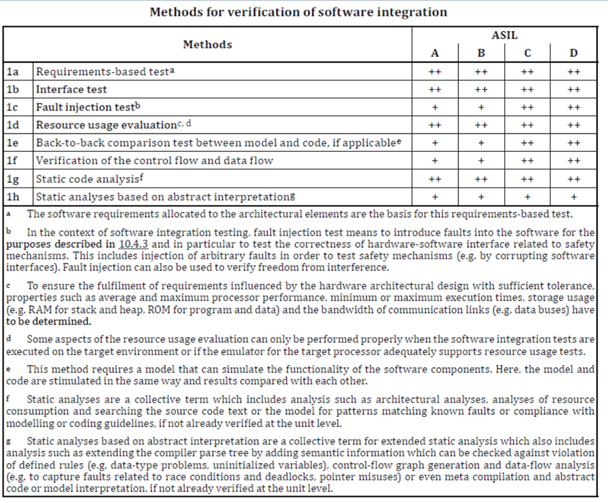 Methods for verification of software integration
Methods ASIL
A B C D
1a Requirements-based testa ++ ++ ++ ++
1b Interface test ++ ++ ++ ++
1c Fault injection testb + + ++ ++
1d Resource usage evaluationc, d ++ ++ ++ ++
1e Back-to-back comparison test between model and code, if applicablee + + ++ ++
1f Verification of the control flow and data flow + + ++ ++
1g Static code analysisf ++ ++ ++ ++
1h Static analyses based on abstract interpretationg + + + +
a The software requirements allocated to the architectural elements are the basis for this requirements-based test.
b In the context of software integration testing, fault injection test means to introduce faults into the software for the
purposes described in 10.4.3 and in particular to test the correctness of hardware-software interface related to safety
mechanisms. This includes injection of arbitrary faults in order to test safety mechanisms (e.g. by corrupting software
interfaces). Fault injection can also be used to verify freedom from interference.
c To ensure the fulfilment of requirements influenced by the hardware architectural design with sufficient tolerance,
properties such as average and maximum processor performance, minimum or maximum execution times, storage usage
(e.g. RAM for stack and heap, ROM for program and data) and the bandwidth of communication links (e.g. data buses) have
to be determined.
d Some aspects of the resource usage evaluation can only be performed properly when the software integration tests are
executed on the target environment or if the emulator for the target processor adequately supports resource usage tests.
e This method requires a model that can simulate the functionality of the software components. Here, the model and
code are stimulated in the same way and results compared with each other.
f Static analyses are a collective term which includes analysis such as architectural analyses, analyses of resource
consumption and searching the source code text or the model for patterns matching known faults or compliance with
modelling or coding guidelines, if not already verified at the unit level.
g Static analyses based on abstract interpretation are a collective term for extended static analysis which also includes
analysis such as extending the compiler parse tree by adding semantic information which can be checked against violation
of defined rules (e.g. data-type problems, uninitialized variables), control-flow graph generation and data-flow analysis
(e.g. to capture faults related to race conditions and deadlocks, pointer misuses) or even meta compilation and abstract
code or model interpretation, if not already verified at the unit level.